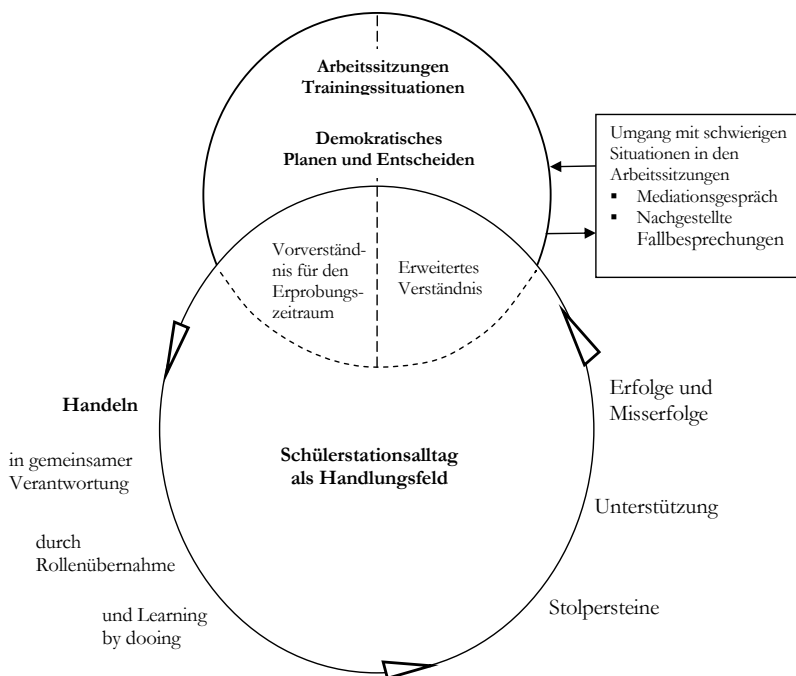 Arbeitssitzungen
Trainingssituationen
Demokratisches
Planen und Entscheiden
Umgang mit schwierigen
Situationen in den
Arbeitssitzungen
▪ Mediationsgespräch
▪ Nachgestellte
Fallbesprechungen
Vorverständ-
nis für den
Erprobungs-
zeitraum
Erweitertes
Verständnis
Handeln
in gemeinsamer
Verantwortung
durch
Rollenübernahme
und Learning
by dooing
Schülerstationsalltag
als Handlungsfeld
Erfolge und
Misserfolge
Unterstützung
Stolpersteine